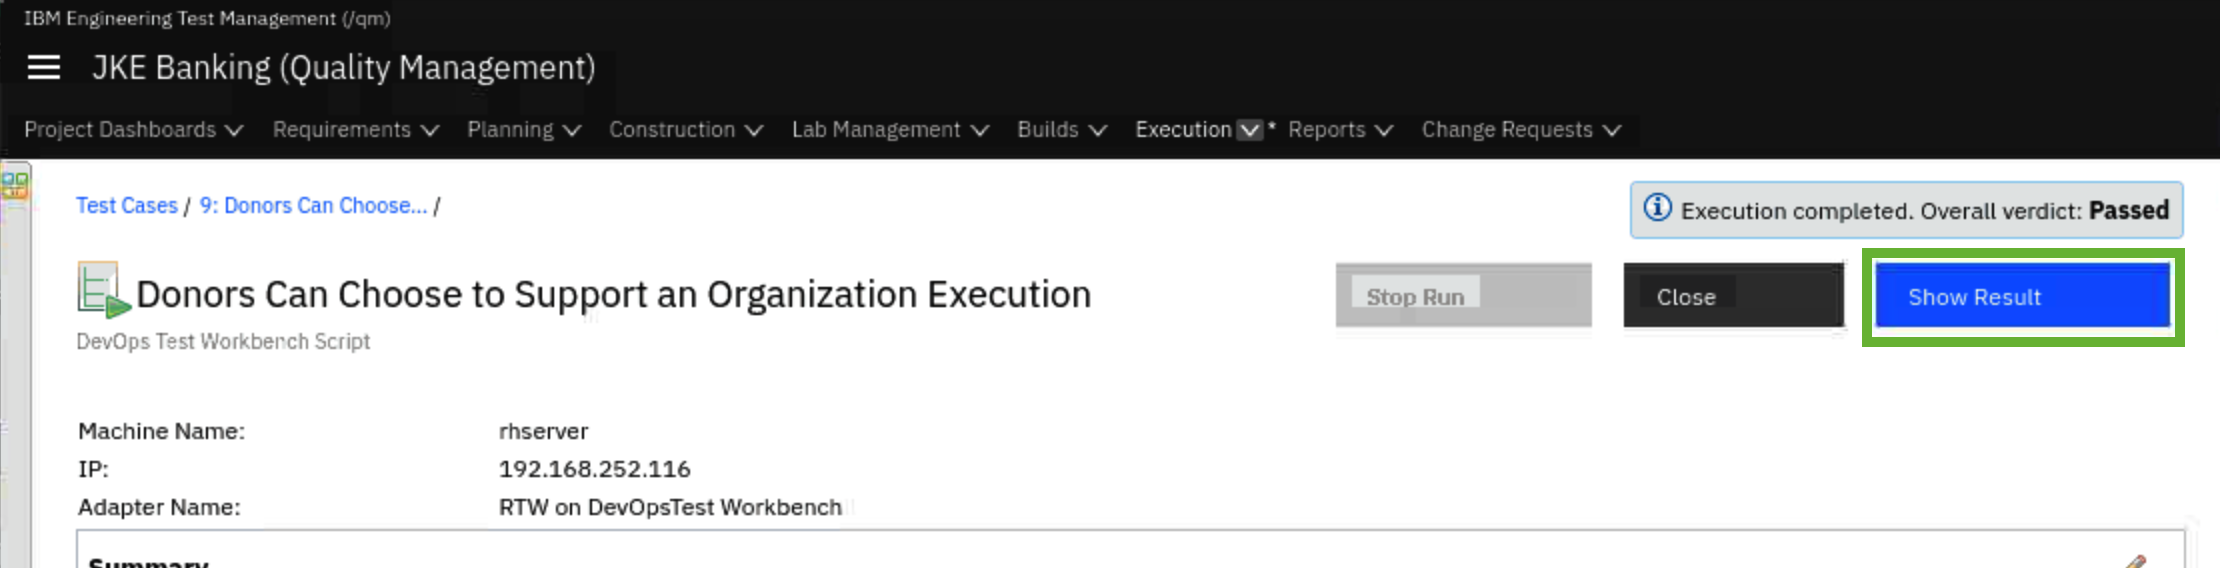 IBM Engineering Test Management (/qm)
JKE Banking (Quality Management)
Project Dashboards Requirements Planning Construction Lab Management Builds Execution * Reports Change Requests
Test Cases / 9: Donors Can Choose... /
Execution completed. Overall verdict: Passed
Donors Can Choose to Support an Organization Execution
Stop Run Close Show Result
DevOps Test Workbench Script
Machine Name: rhserver
IP: 192.168.252.116
Adapter Name: RTW on DevOpsTest Workbench
Summary